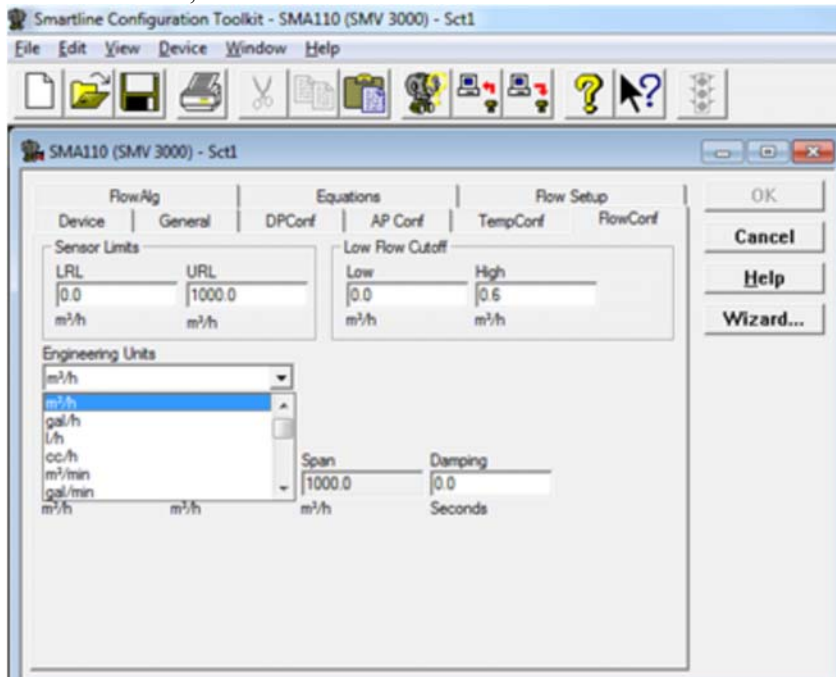 Smartline Configuration Toolkit - SMA110 (SMV 3000) - Sct1
File Edit View Device Window Help
SMA110 (SMV 3000) - Sct1
FlowAlg Equations Flow Setup
Device General DPConf AP Conf TempConf FlowConf
OK
Cancel
Help
Wizard...
Sensor Limits
LRL URL
0.0 1000.0
m³/h m³/h
Low Flow Cutoff
Low High
0.0 0.6
m³/h m³/h
Engineering Units
m³/h
m³/h
gal/h
l/h
cc/h
m³/min
gal/min
Span Damping
1000.0 0.0
m³/h m³/h m³/h Seconds